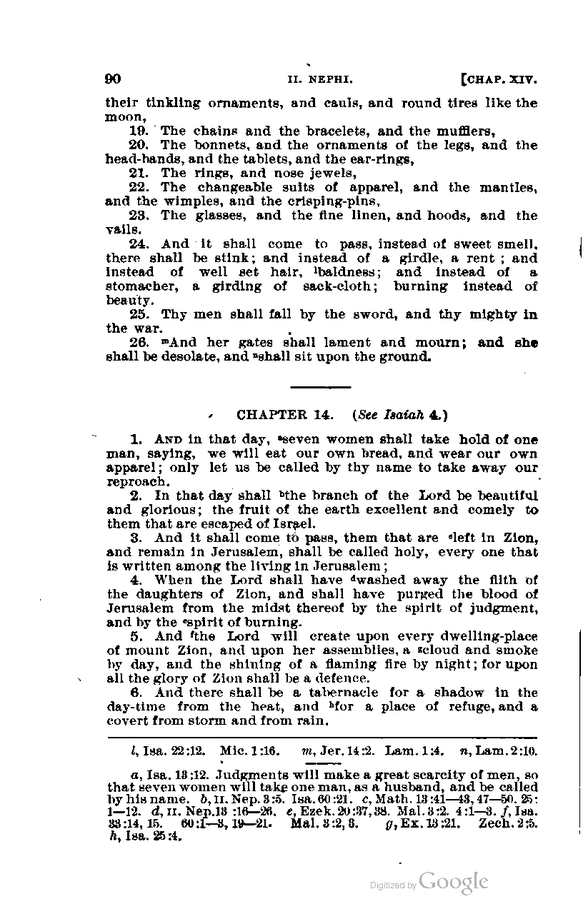 90 II. NEPHI. [CHAP. XIV.
their tinkling ornaments, and cauls, and round tires like the
moon,
19. The chains and the bracelets, and the mufflers,
20. The bonnets, and the ornaments of the legs, and the
head-bands, and the tablets, and the ear-rings,
21. The rings, and nose jewels,
22. The changeable suits of apparel, and the mantles,
and the wimples, and the crisping-pins,
23. The glasses, and the fine linen, and hoods, and the
vails.
24. And it shall come to pass, instead of sweet smell,
there shall be stink; and instead of a girdle, a rent; and
instead of well set hair, lbaldness; and instead of a
stomacher, a girding of sack-cloth; burning instead of
beauty.
25. Thy men shall fall by the sword, and thy mighty in
the war.
26. mAnd her gates shall lament and mourn; and she
shall be desolate, and nshall sit upon the ground.
CHAPTER 14. (See Isaiah 4.)
1. AND in that day, aseven women shall take hold of one
man, saying, we will eat our own bread, and wear our own
apparel; only let us be called by thy name to take away our
reproach.
2. In that day shall bthe branch of the Lord be beautiful
and glorious; the fruit of the earth excellent and comely to
them that are escaped of Israel.
3. And it shall come to pass, them that are cleft in Zion,
and remain in Jerusalem, shall be called holy, every one that
is written among the living in Jerusalem;
4. When the Lord shall have dwashed away the filth of
the daughters of Zion, and shall have purged the blood of
Jerusalem from the midst thereof by the spirit of judgment,
and by the espirit of burning.
5. And fthe Lord will create upon every dwelling-place
of mount Zion, and upon her assemblies, a gcloud and smoke
by day, and the shining of a flaming fire by night; for upon
all the glory of Zion shall be a defence.
6. And there shall be a tabernacle for a shadow in the
day-time from the heat, and hfor a place of refuge, and a
covert from storm and from rain.
l, Isa. 22:12. Mic. 1:16. m, Jer. 14:2. Lam. 1:4. n, Lam. 2:10.
a, Isa. 13:12. Judgments will make a great scarcity of men, so
that seven women will take one man, as a husband, and be called
by his name. b, II. Nep. 3:5. Isa. 60:21. c, Math. 13:41—43, 47—50. 25:
1—12. d, II. Nep. 13:16—26. e, Ezek. 20:37, 38. Mal. 3:2. 4:1—3. f, Isa.
33:14, 15. 60:1—3, 19—21. Mal. 3:2, 3. g, Ex. 13:21. Zech. 2:5.
h, Isa. 25:4.
Digitized by Google